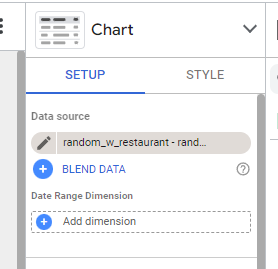 Chart
SETUP STYLE
Data source
random_w_restaurant - rand...
BLEND DATA
Date Range Dimension
Add dimension